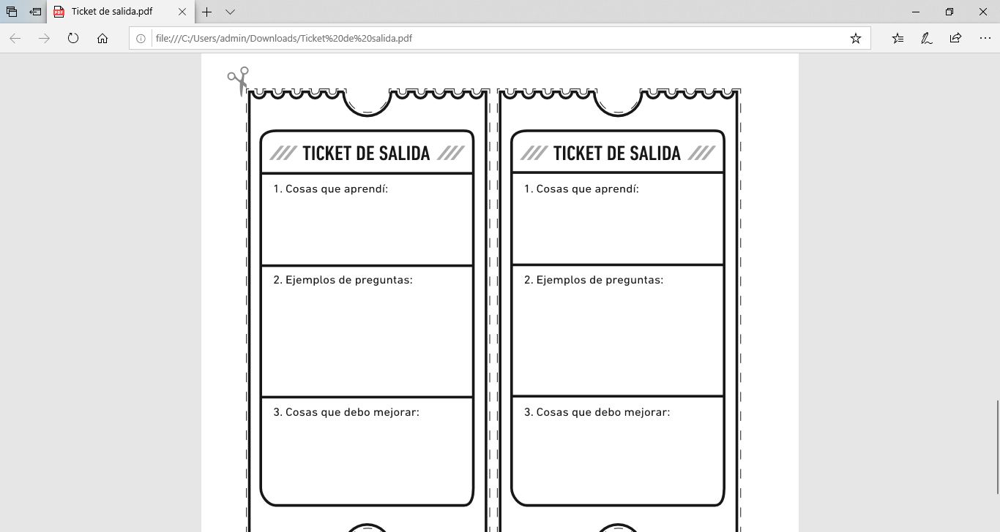 Ticket de salida.pdf
file:///C:/Users/admin/Downloads/Ticket%20de%20salida.pdf
TICKET DE SALIDA
1. Cosas que aprendí:
2. Ejemplos de preguntas:
3. Cosas que debo mejorar:
TICKET DE SALIDA
1. Cosas que aprendí:
2. Ejemplos de preguntas:
3. Cosas que debo mejorar: